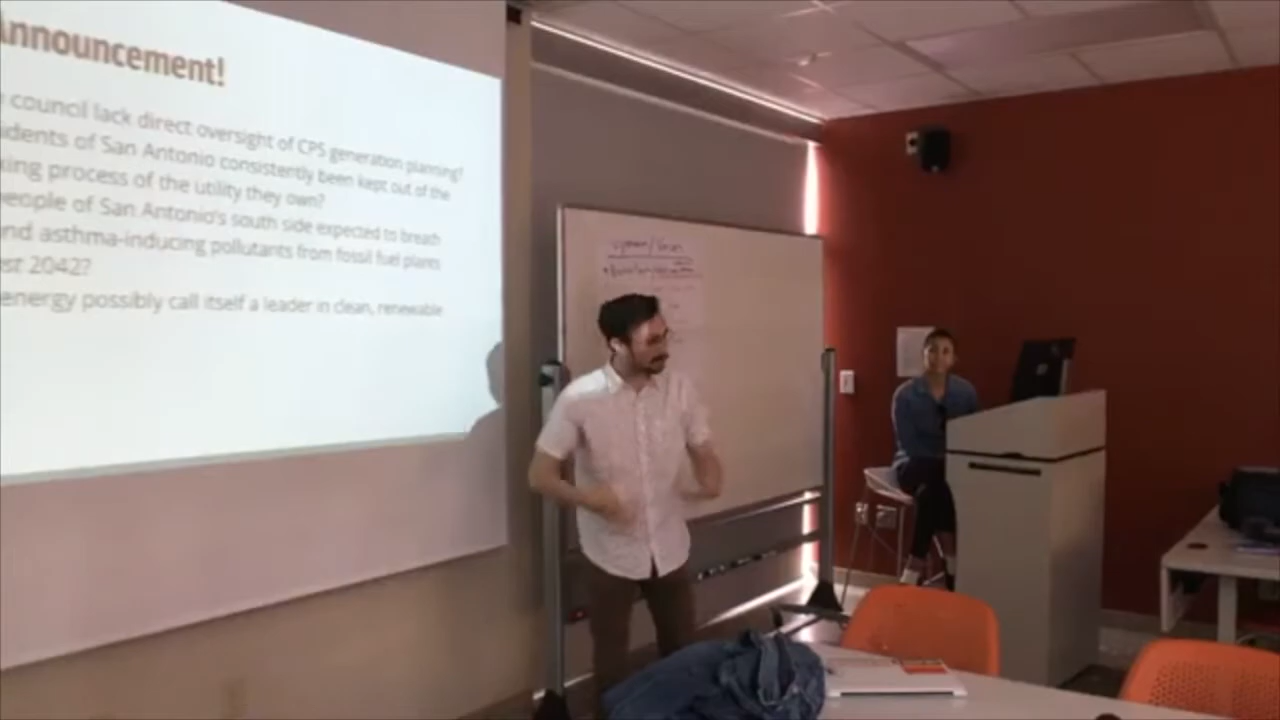 Announcement!
council lack direct oversight of CPS generation planning?
idents of San Antonio consistently been kept out of the
king process of the utility they own?
people of San Antonio's south side expected to breath
nd asthma-inducing pollutants from fossil fuel plants
est 2042?
energy possibly call itself a leader in clean, renewable